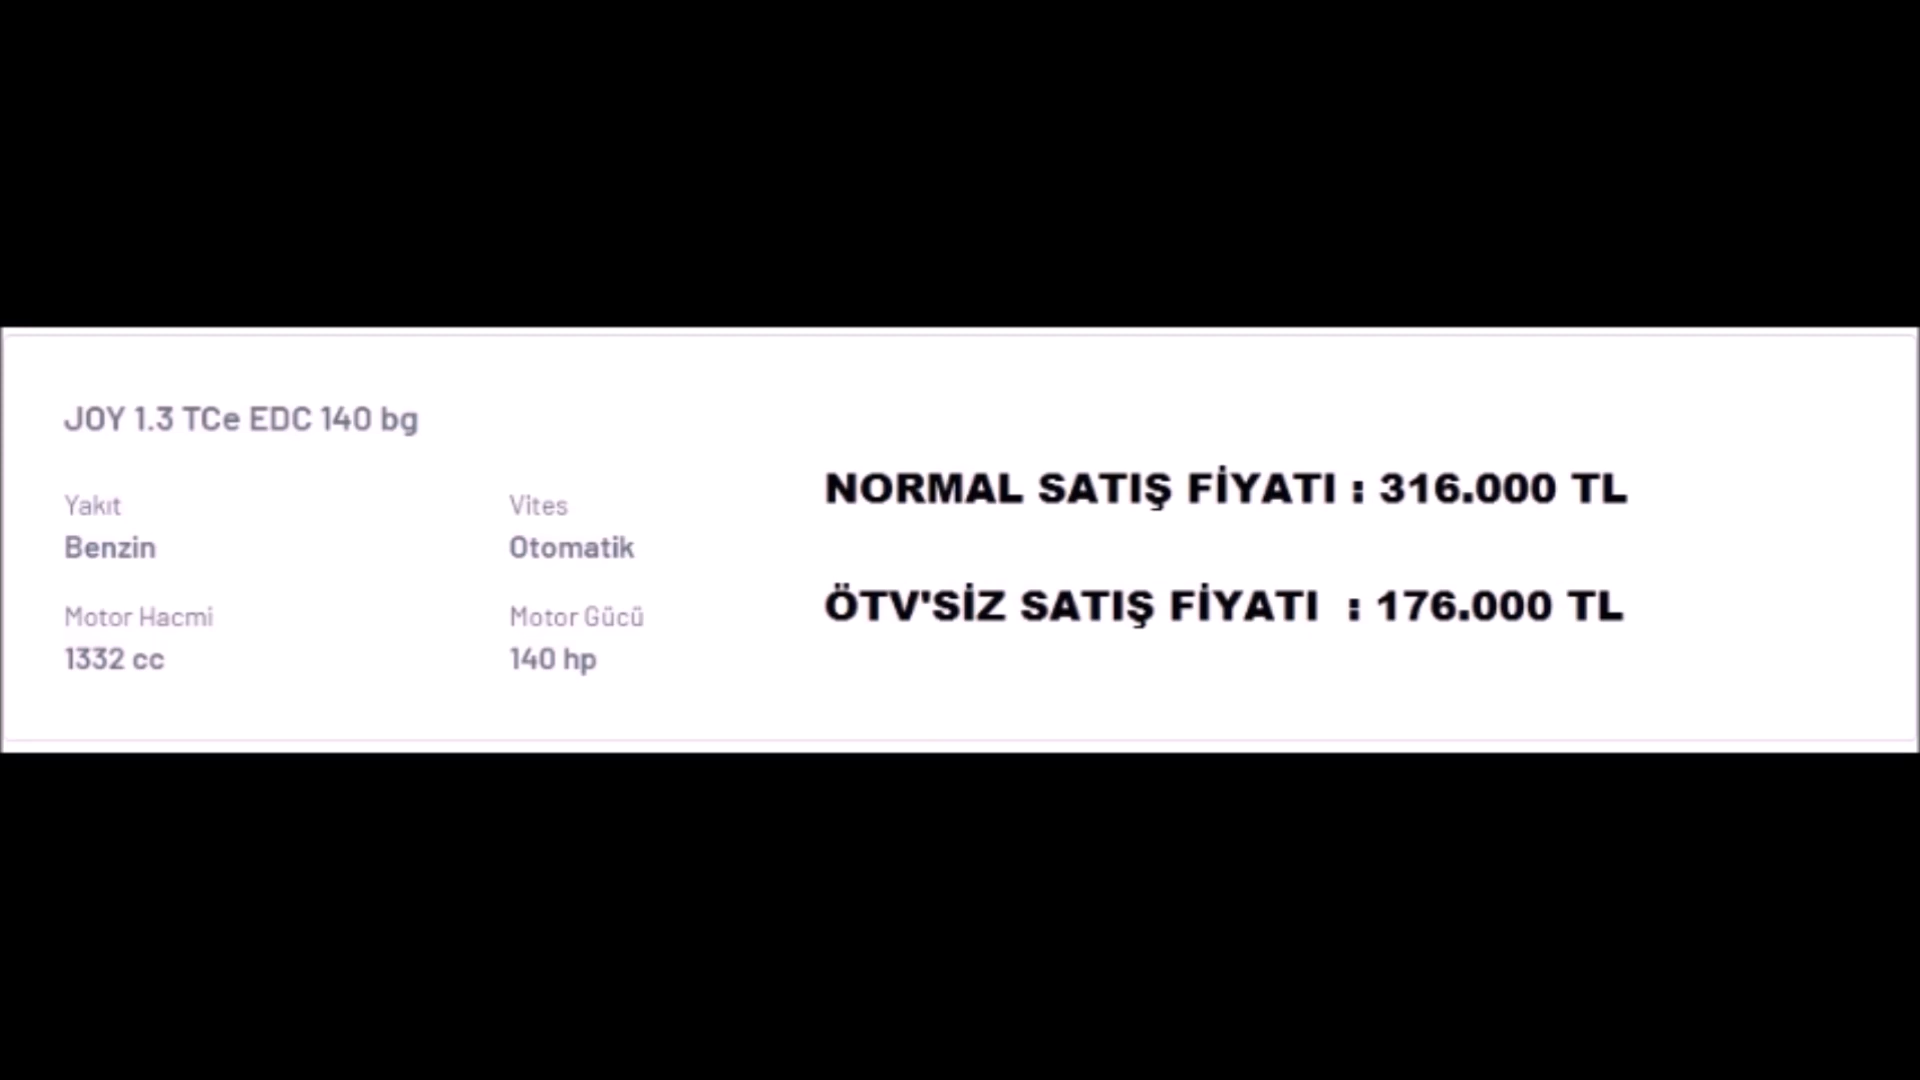 JOY 1.3 TCe EDC 140 bg
Yakıt
Benzin
Vites
Otomatik
Motor Hacmi
1332 cc
Motor Gücü
140 hp
NORMAL SATIŞ FİYATI : 316.000 TL
ÖTV'SİZ SATIŞ FİYATI : 176.000 TL